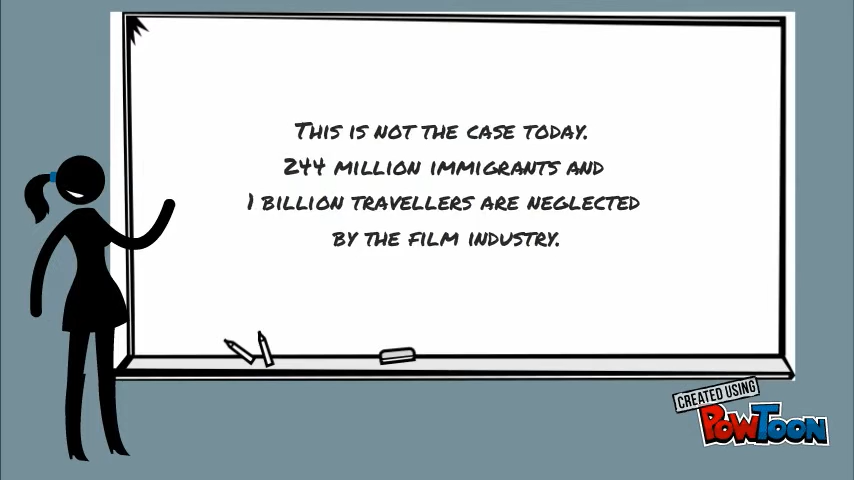 THIS IS NOT THE CASE TODAY.
244 MILLION IMMIGRANTS AND
1 BILLION TRAVELLERS ARE NEGLECTED
BY THE FILM INDUSTRY.
CREATED USING
POWTOON